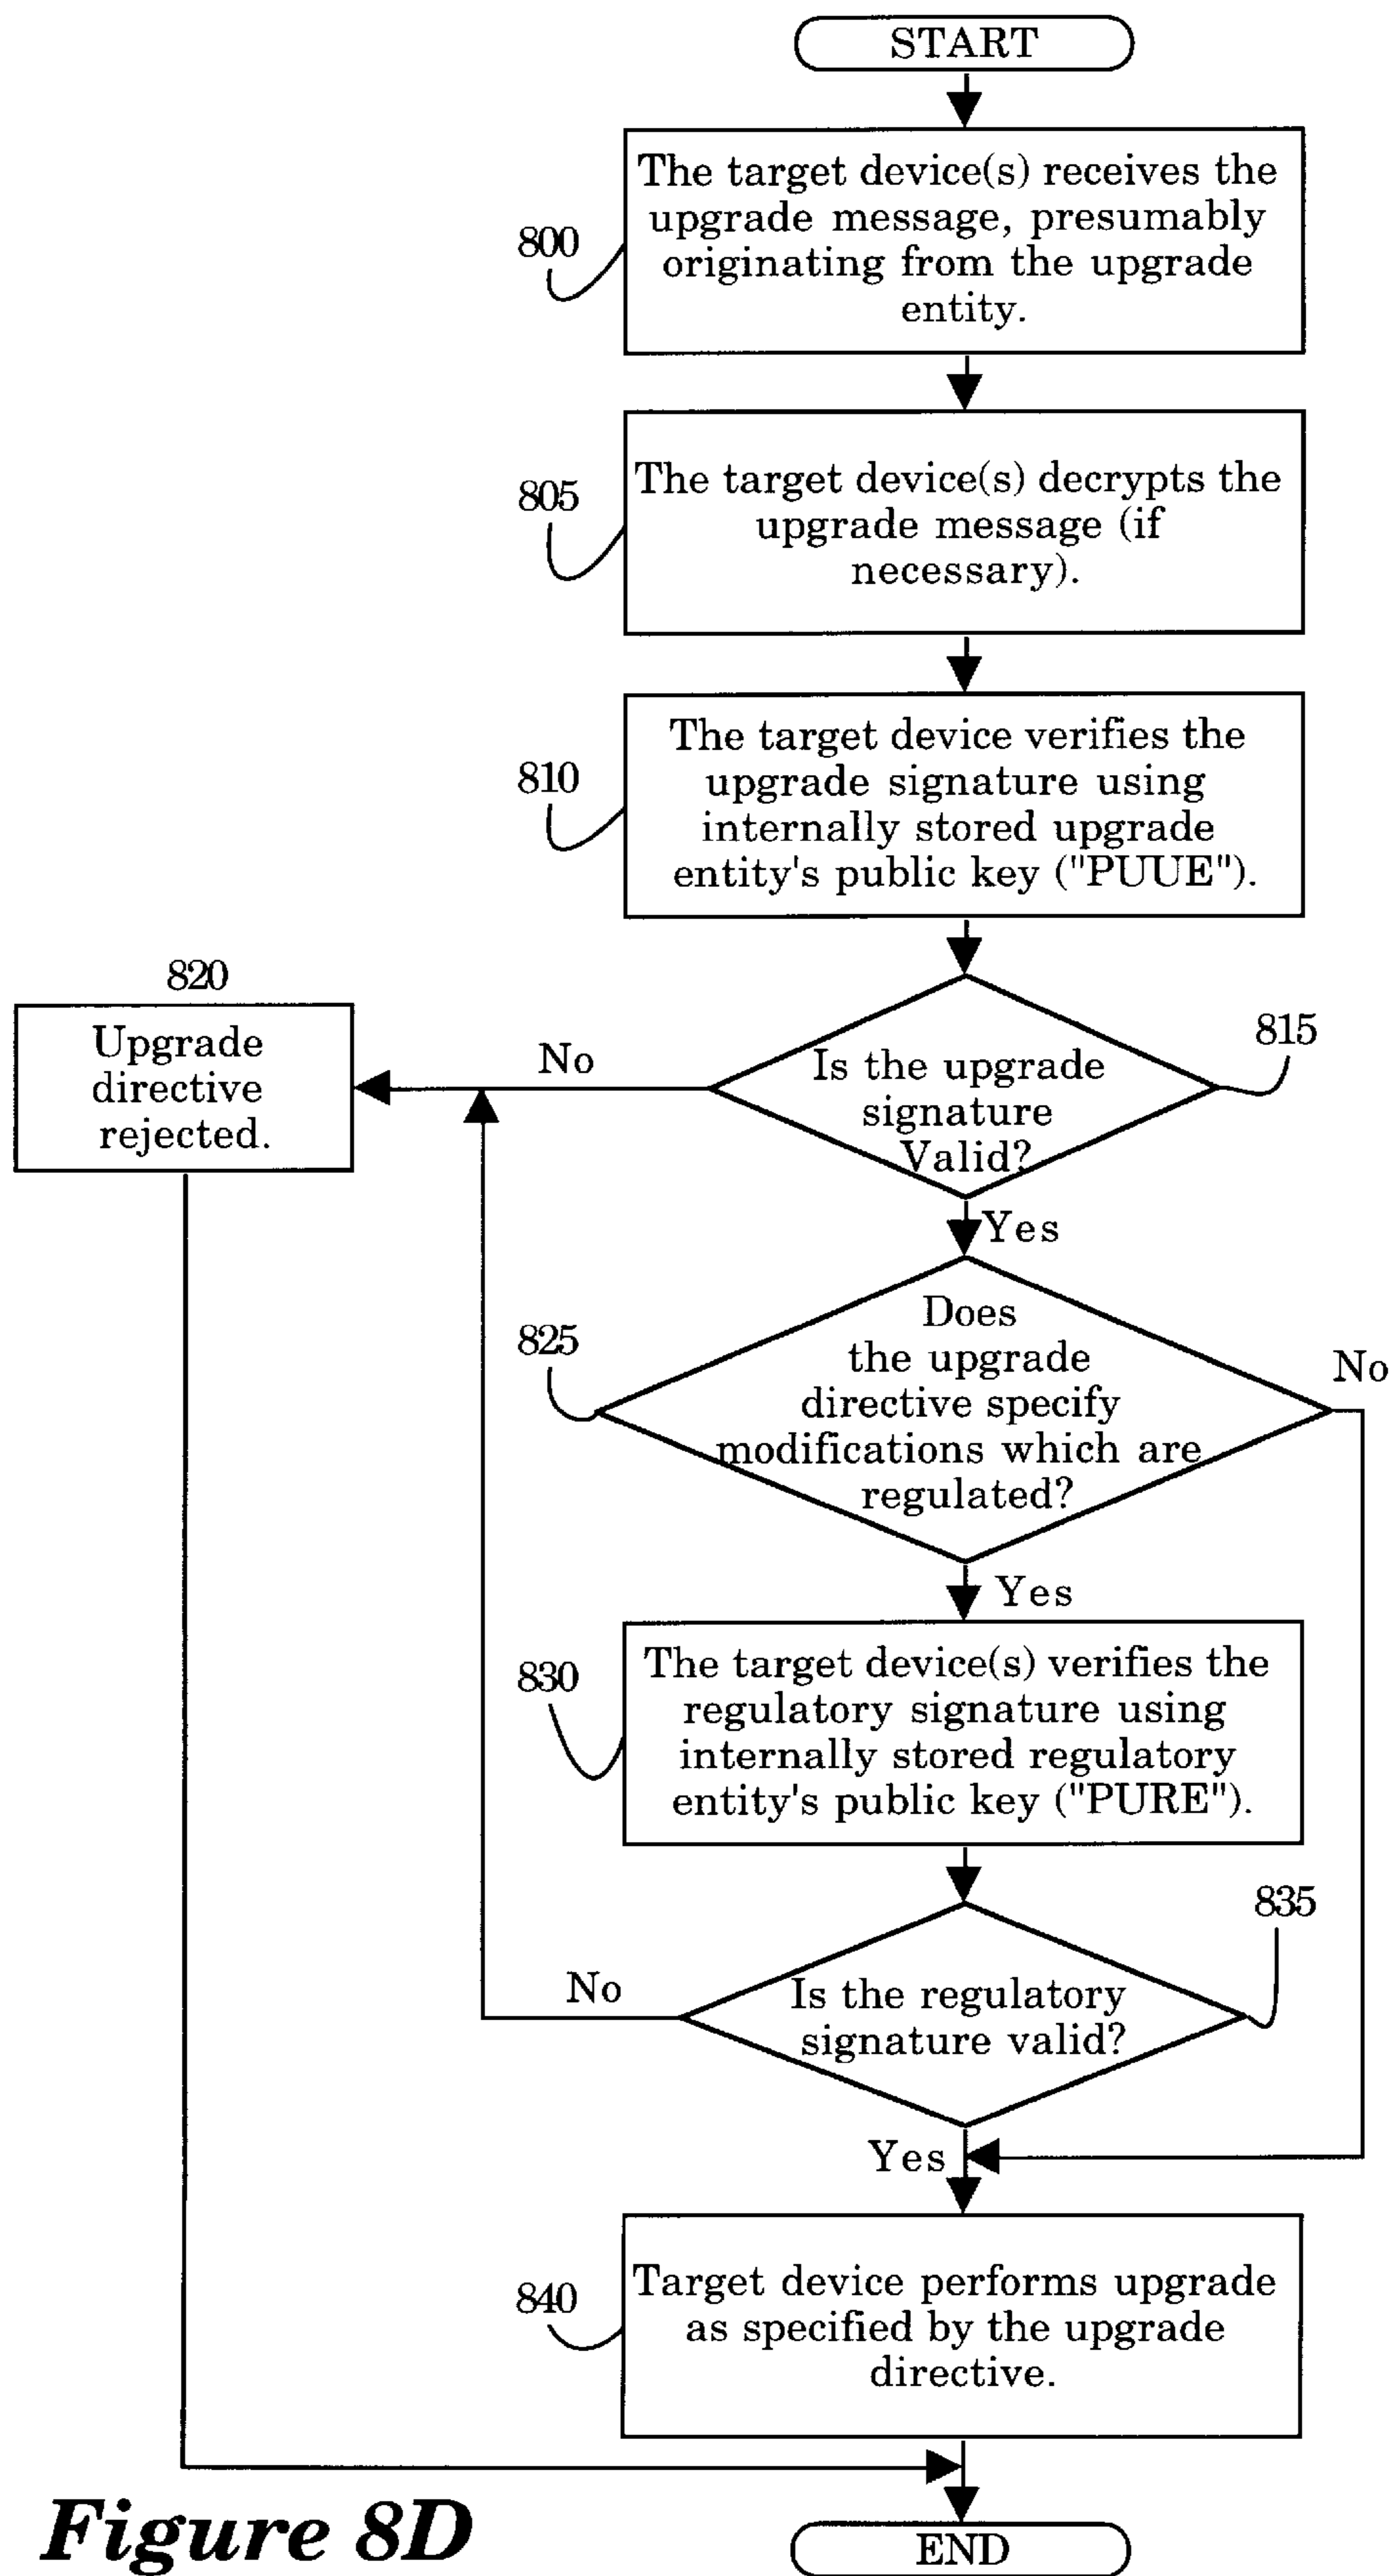 START
The target device(s) receives the
upgrade message, presumably
originating from the upgrade
entity.
800
The target device(s) decrypts the
upgrade message (if
necessary).
805
The target device verifies the
upgrade signature using
internally stored upgrade
entity's public key ("PUUE").
810
820
Upgrade
directive
rejected.
No
Is the upgrade
signature
Valid?
815
Yes
Does
the upgrade
directive specify
modifications which are
regulated?
825
No
Yes
The target device(s) verifies the
regulatory signature using
internally stored regulatory
entity's public key ("PURE").
830
835
No
Is the regulatory
signature valid?
Yes
Target device performs upgrade
as specified by the upgrade
directive.
840
Figure 8D
END